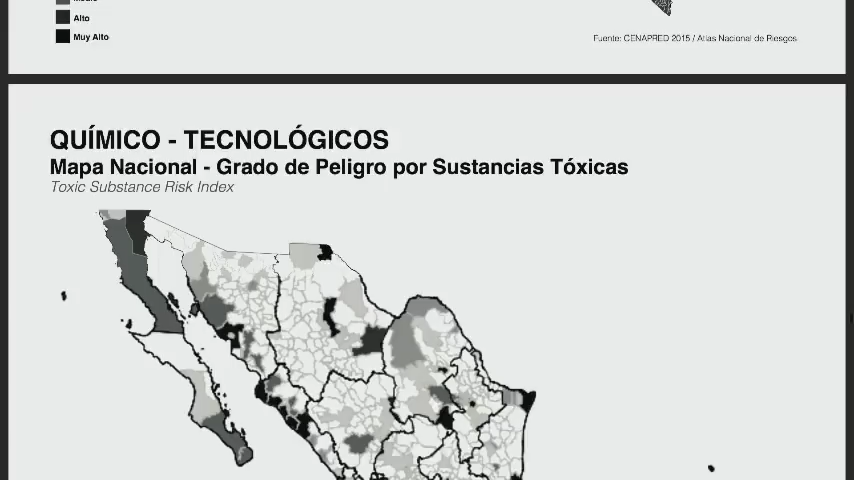 Alto
Muy Alto
Fuente: CENAPRED 2015 / Atlas Nacional de Riesgos
QUÍMICO - TECNOLÓGICOS
Mapa Nacional - Grado de Peligro por Sustancias Tóxicas
Toxic Substance Risk Index